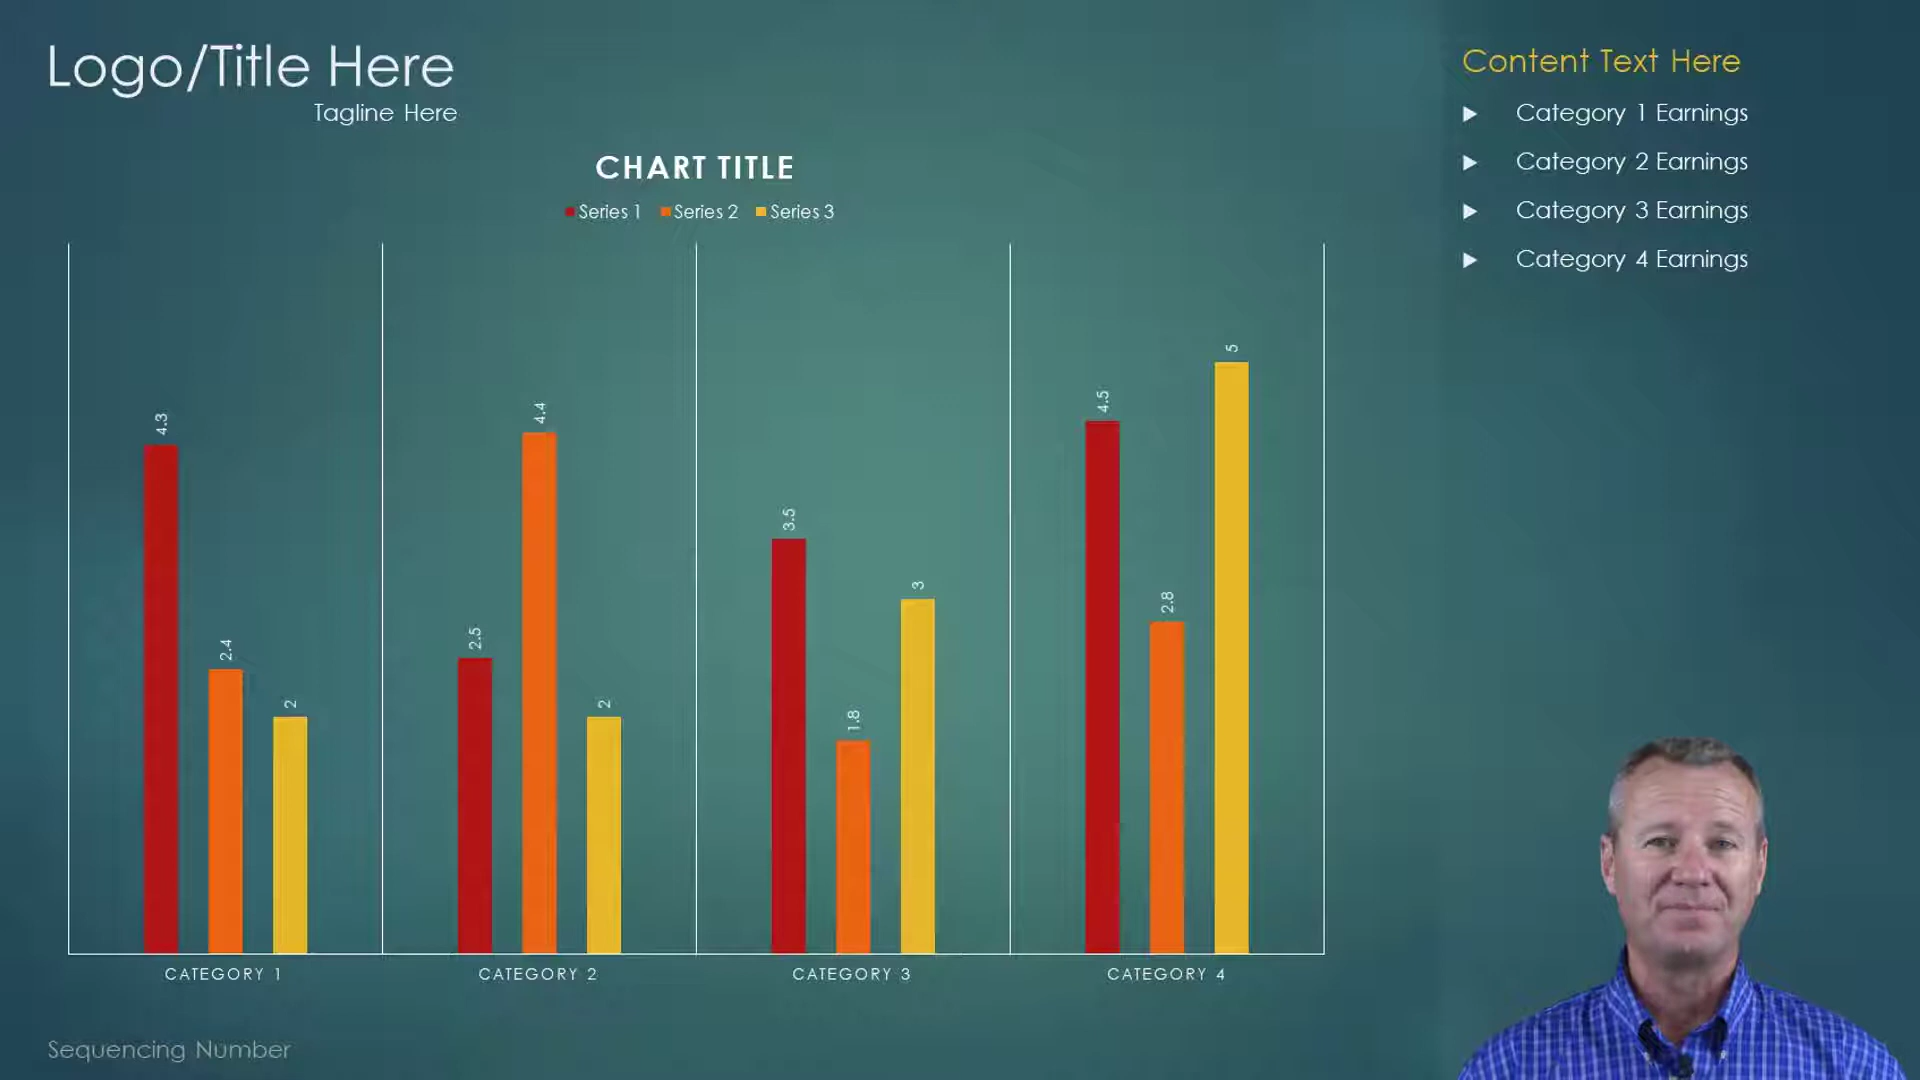 Logo/Title Here
Tagline Here
CHART TITLE
Series 1 Series 2 Series 3
4.3
2.4
2
2.5
4.4
2
3.5
1.8
3
4.5
2.8
5
CATEGORY 1
CATEGORY 2
CATEGORY 3
CATEGORY 4
Sequencing Number
Content Text Here
Category 1 Earnings
Category 2 Earnings
Category 3 Earnings
Category 4 Earnings